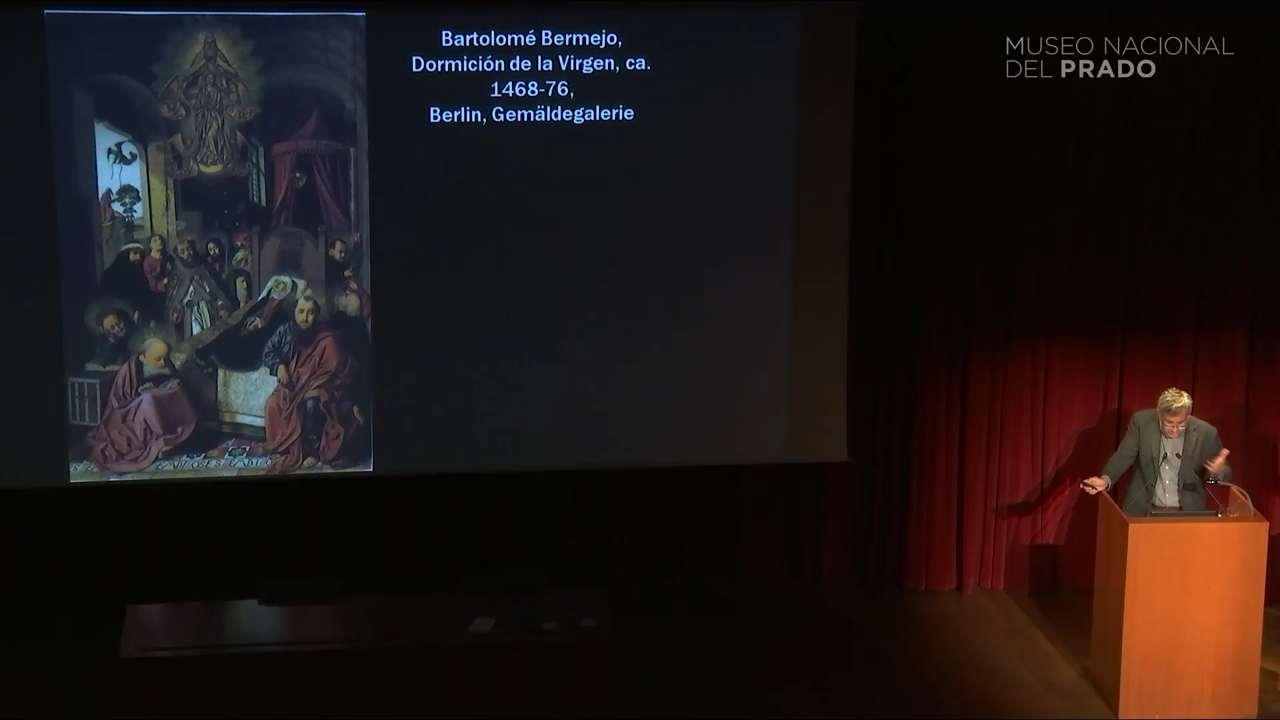 Bartolomé Bermejo,
Dormición de la Virgen, ca.
1468-76,
Berlin, Gemäldegalerie
MUSEO NACIONAL
DEL PRADO